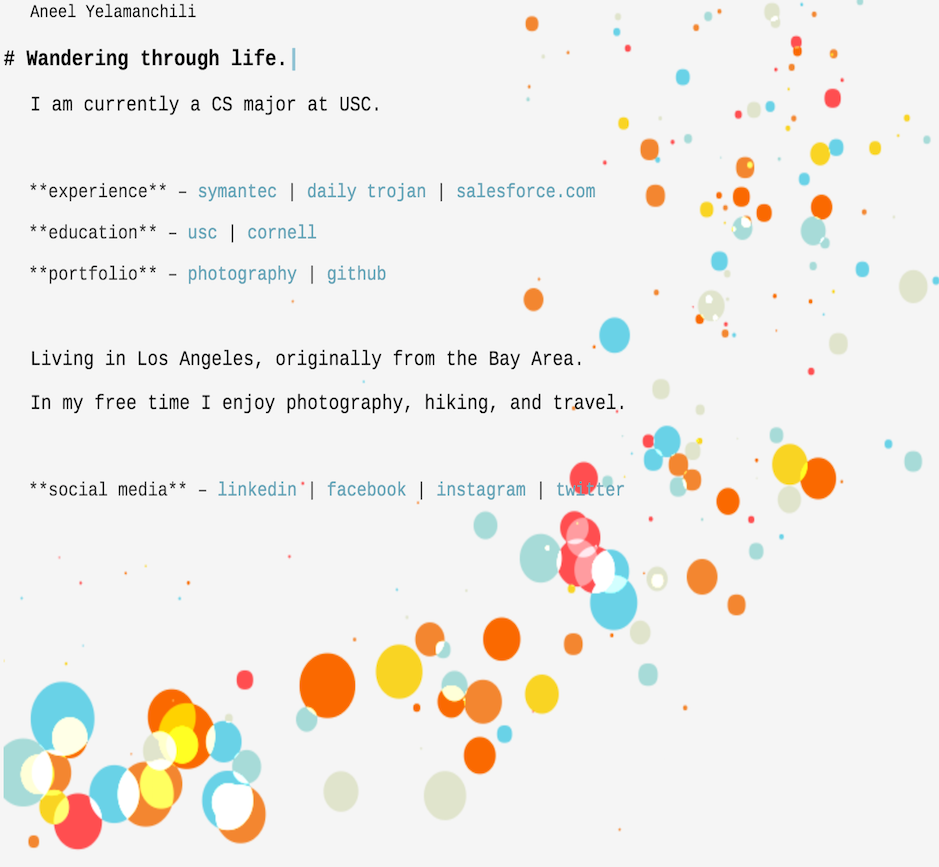 Aneel Yelamanchili
# Wandering through life.
I am currently a CS major at USC.
**experience** – symantec | daily trojan | salesforce.com
**education** – usc | cornell
**portfolio** – photography | github
Living in Los Angeles, originally from the Bay Area.
In my free time I enjoy photography, hiking, and travel.
**social media** – linkedin | facebook | instagram | twitter